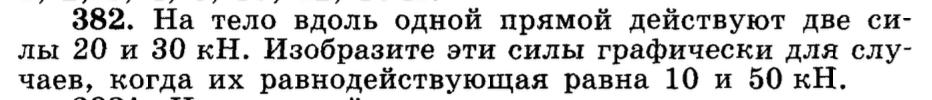 382. На тело вдоль одной прямой действуют две си-
лы 20 и 30 кН. Изобразите эти силы графически для слу-
чаев, когда их равнодействующая равна 10 и 50 кН.